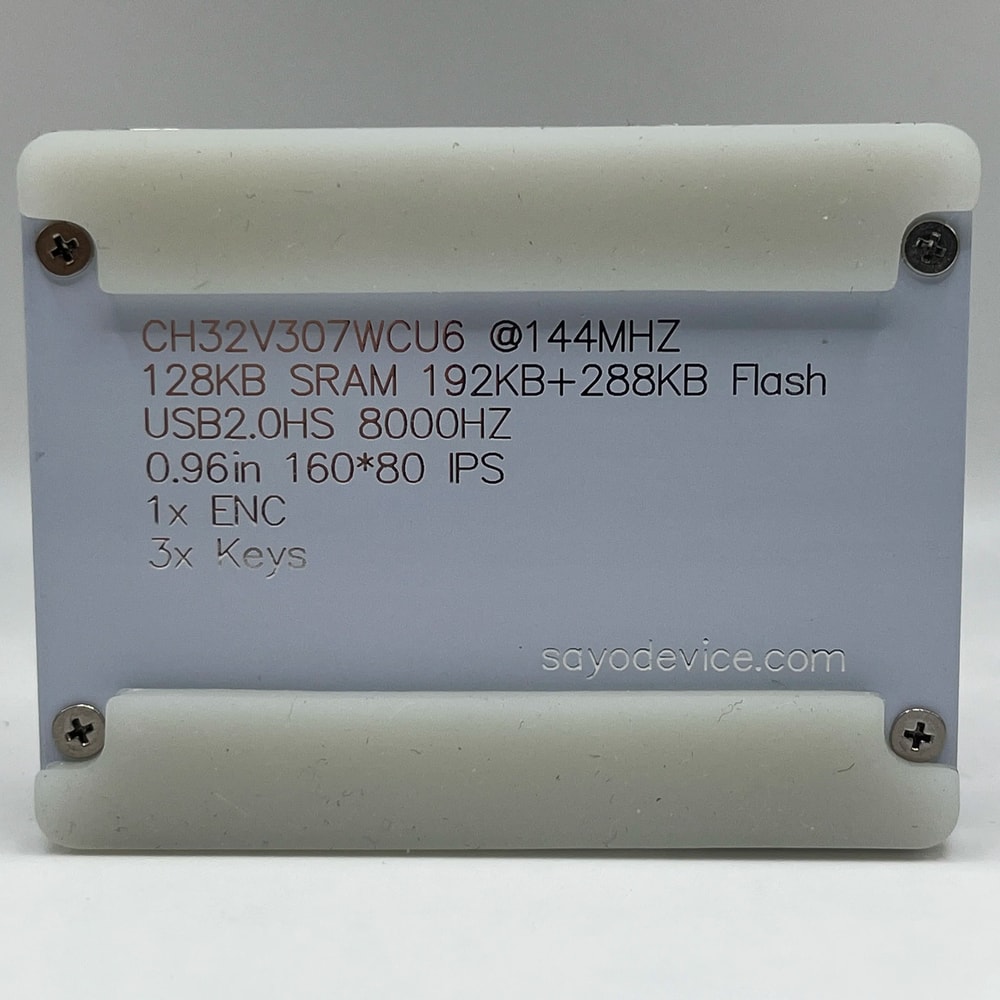 CH32V307WCU6 @144MHZ
128KB SRAM 192KB+288KB Flash
USB2.0HS 8000HZ
0.96in 160*80 IPS
1x ENC
3x Keys
sayodevice.com